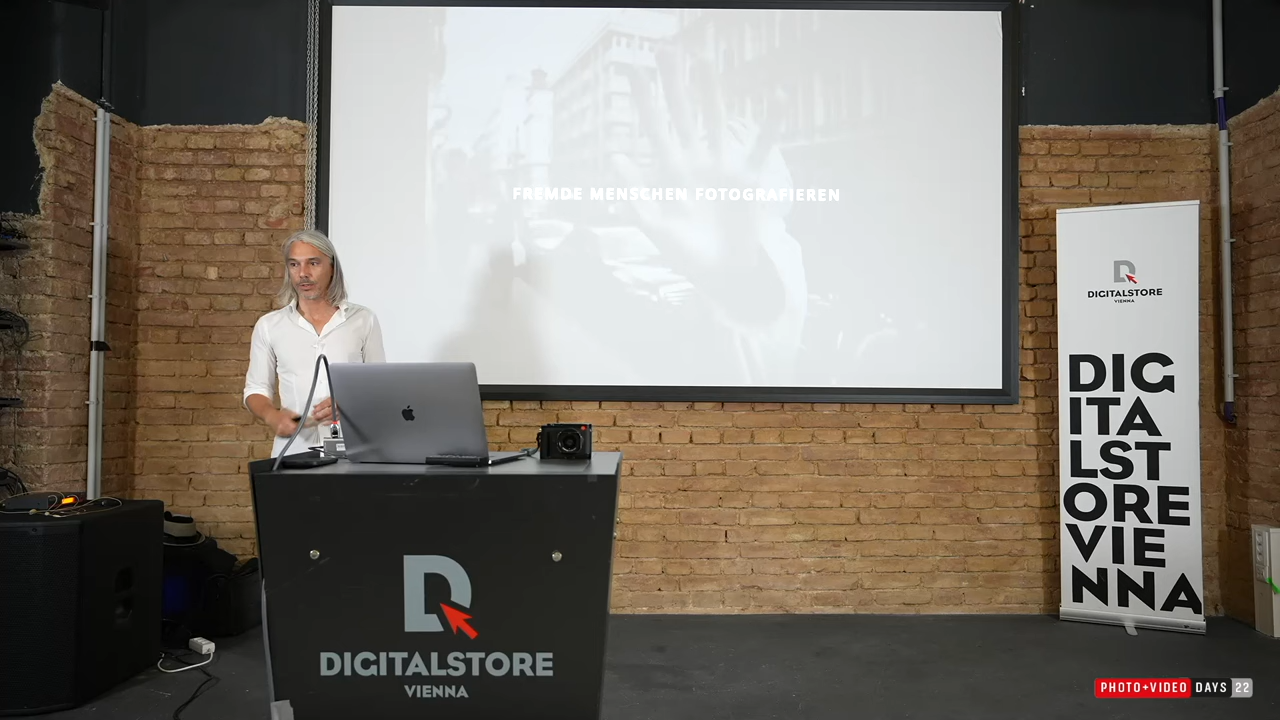 FREMDE MENSCHEN FOTOGRAFIEREN
DIGITALSTORE
VIENNA
DIG
ITA
LST
ORE
VIE
NNA
DIGITALSTORE
VIENNA
PHOTO+VIDEO DAYS 22